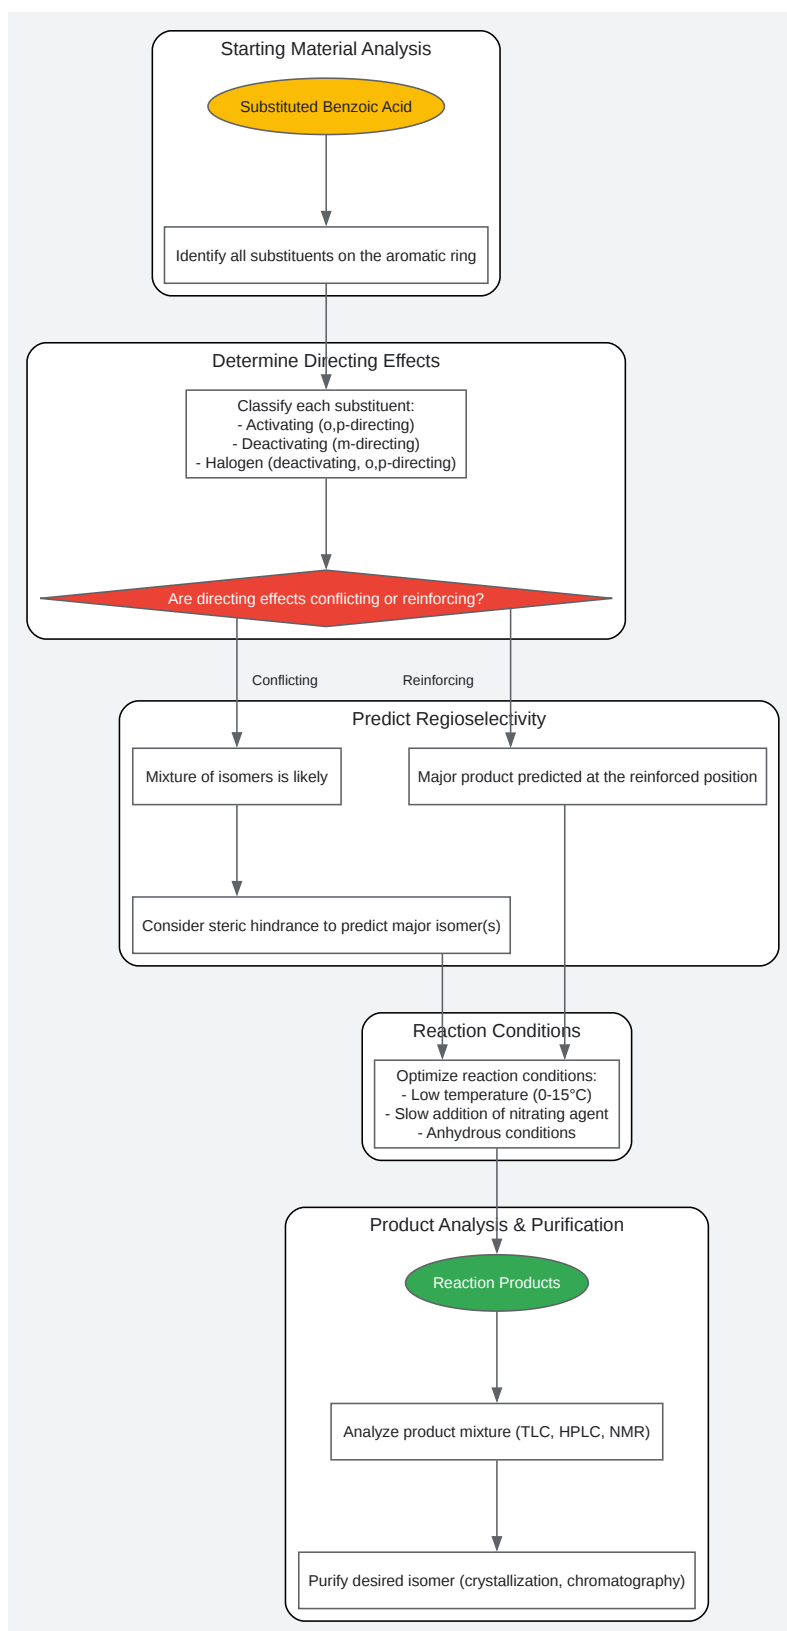 Starting Material Analysis
Substituted Benzoic Acid
Identify all substituents on the aromatic ring
Determine Directing Effects
Classify each substituent:
- Activating (o,p-directing)
- Deactivating (m-directing)
- Halogen (deactivating, o,p-directing)
Are directing effects conflicting or reinforcing?
Conflicting
Reinforcing
Predict Regioselectivity
Mixture of isomers is likely
Major product predicted at the reinforced position
Consider steric hindrance to predict major isomer(s)
Reaction Conditions
Optimize reaction conditions:
- Low temperature (0-15°C)
- Slow addition of nitrating agent
- Anhydrous conditions
Product Analysis & Purification
Reaction Products
Analyze product mixture (TLC, HPLC, NMR)
Purify desired isomer (crystallization, chromatography)